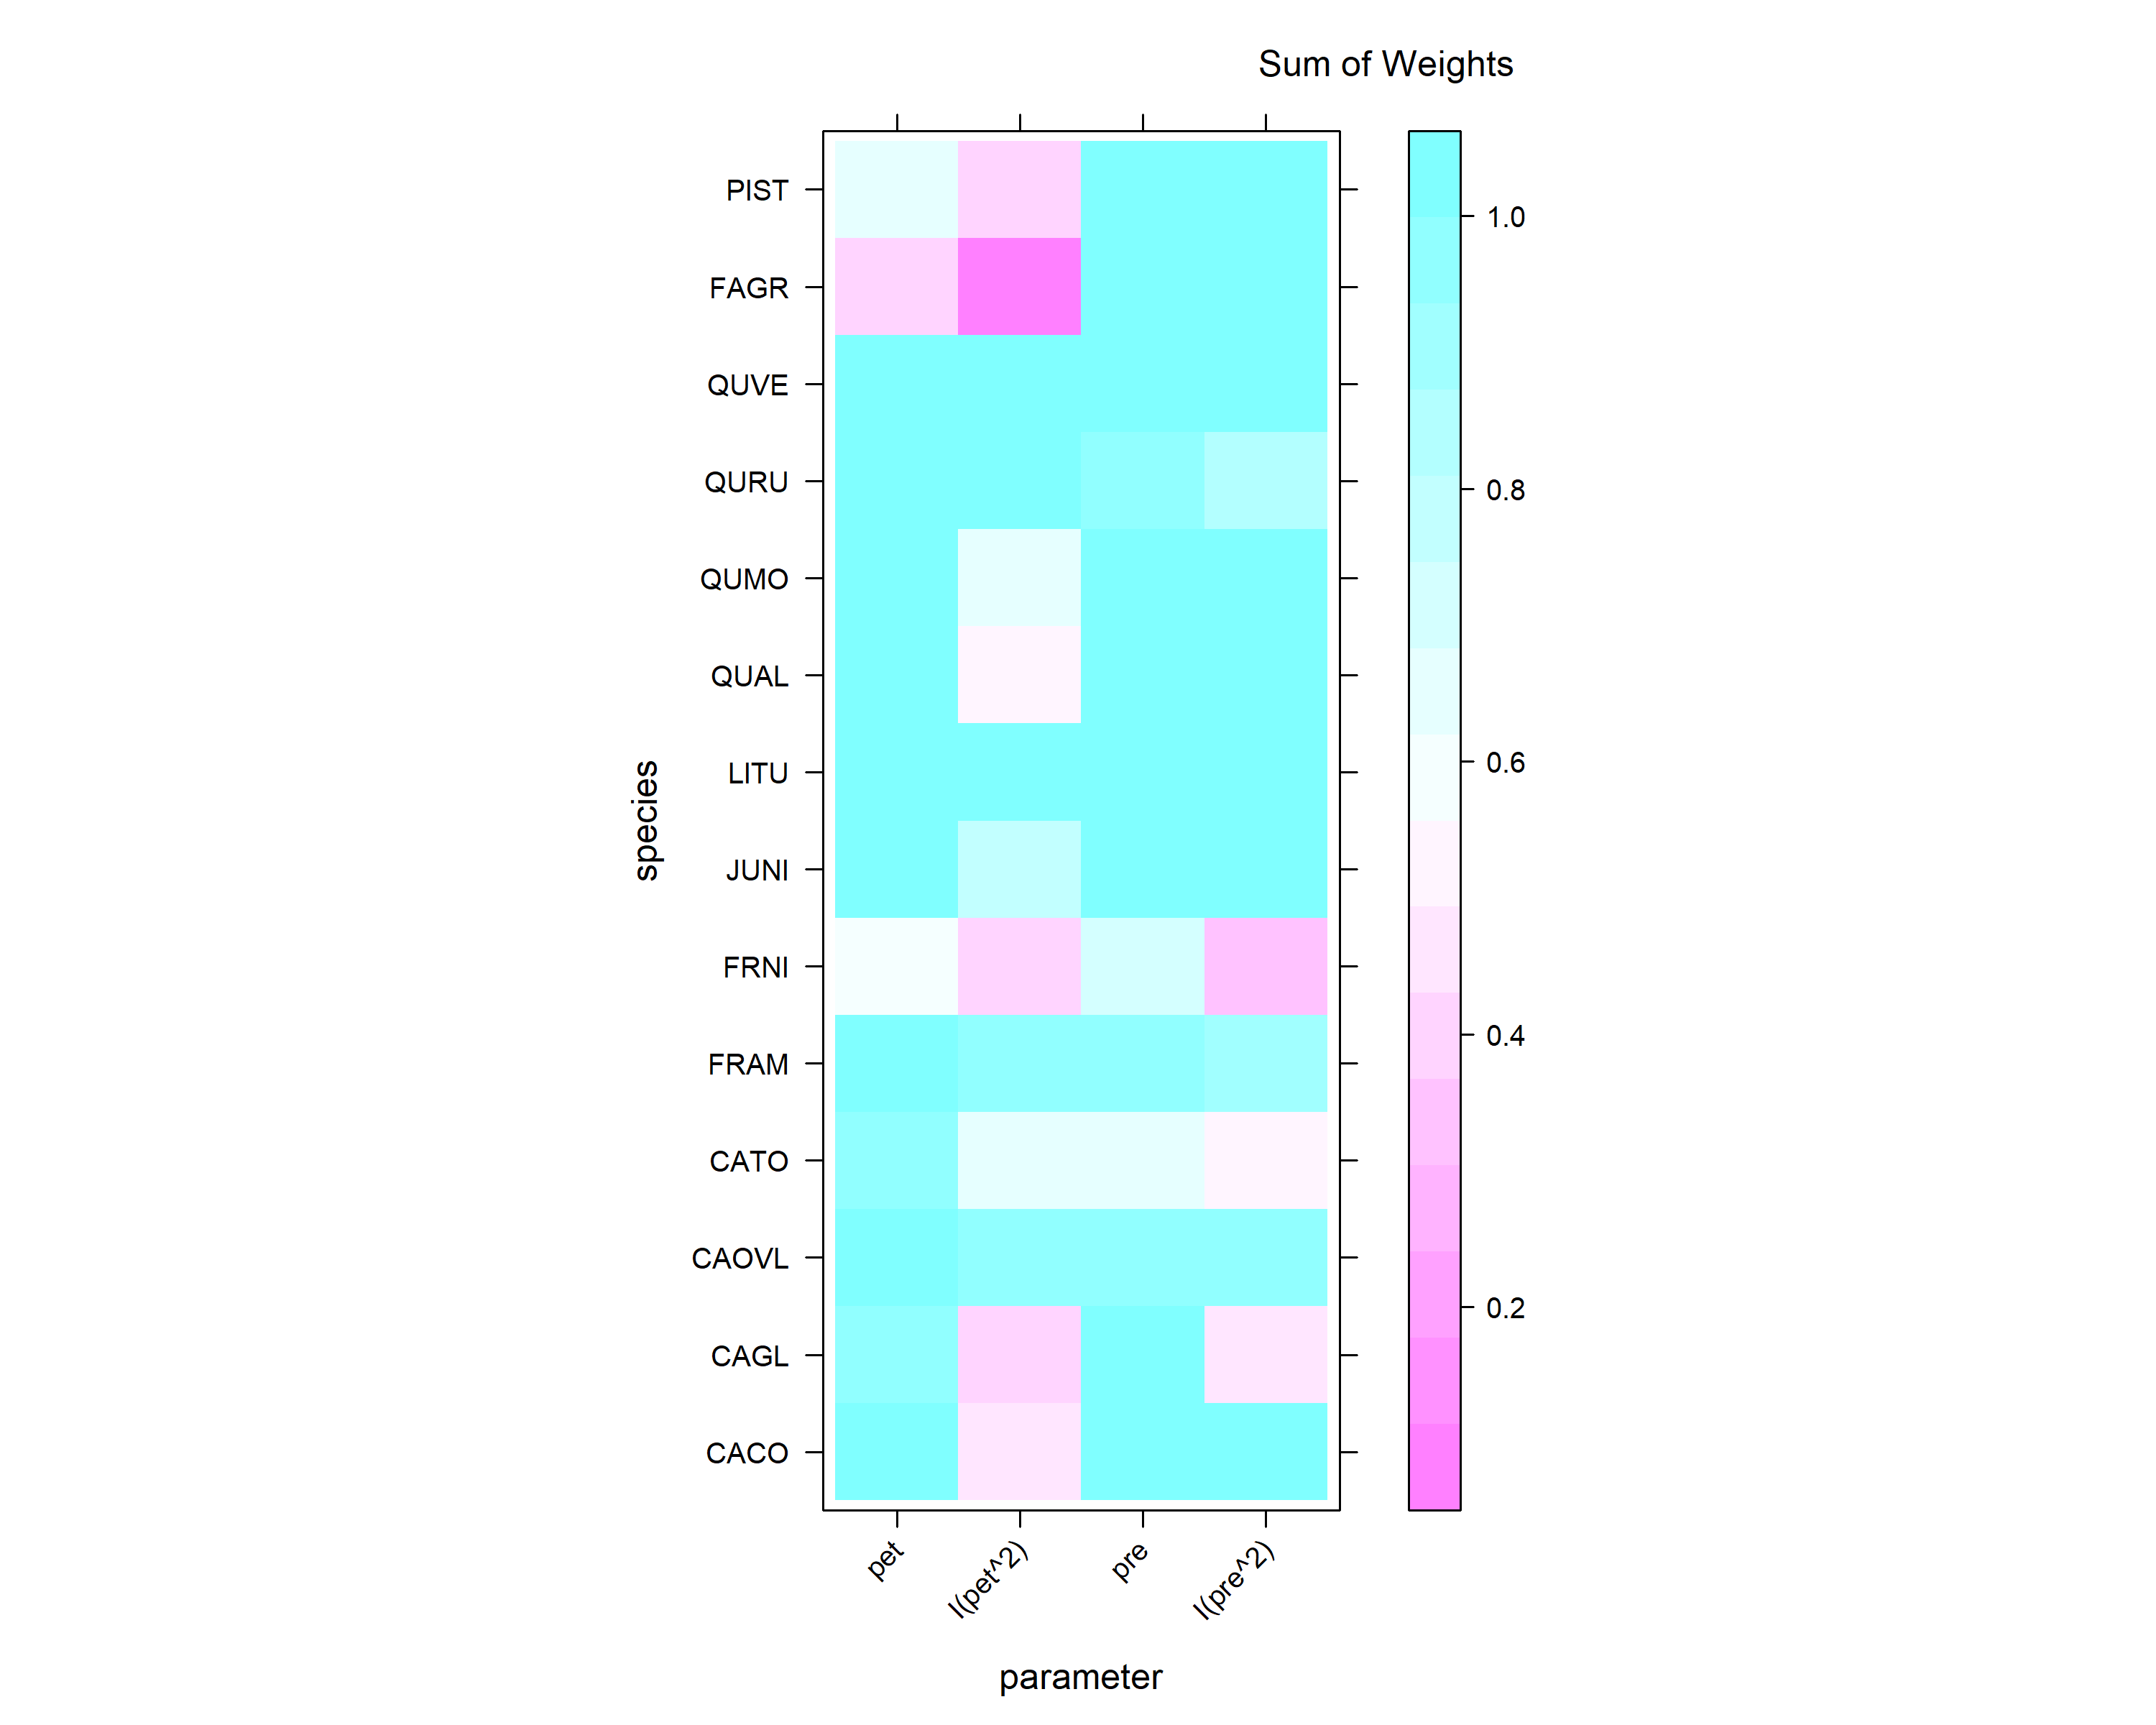 Sum of Weights
PIST
FAGR
QUVE
QURU
QUMO
QUAL
LITU
JUNI
FRNI
FRAM
CATO
CAOVL
CAGL
CACO
species
1.0
0.8
0.6
0.4
0.2
pet
I(pet^2)
pre
I(pre^2)
parameter